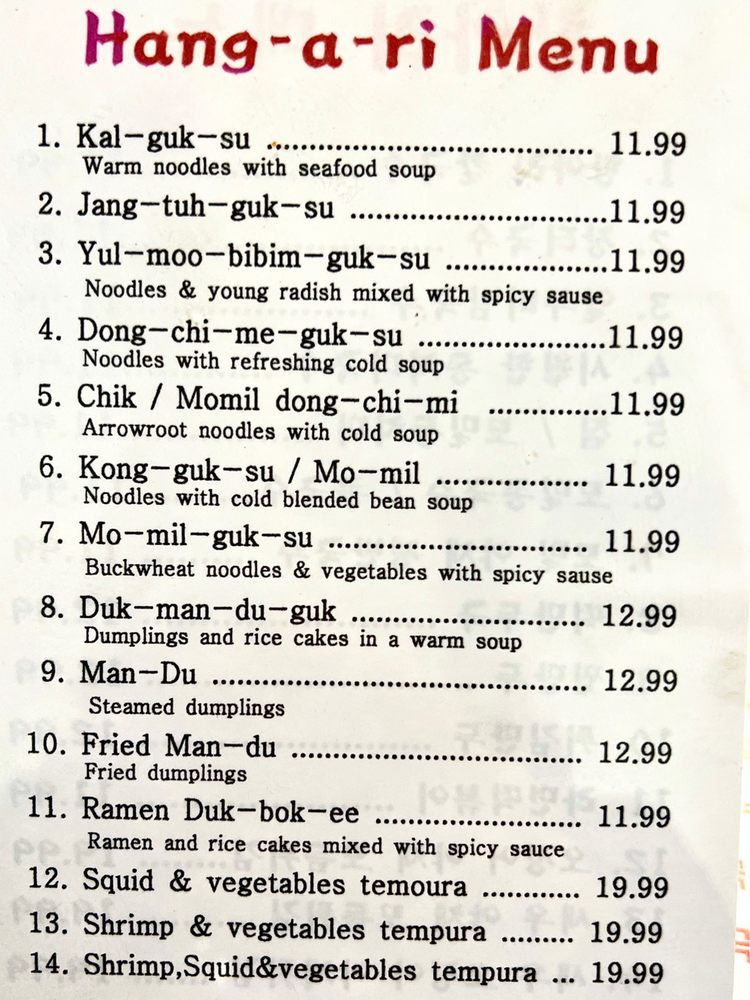 Hang-a-ri Menu
1. Kal-guk-su ........................................ 11.99
Warm noodles with seafood soup
2. Jang-tuh-guk-su ................................11.99
3. Yul-moo-bibim-guk-su ....................11.99
Noodles & young radish mixed with spicy sause
4. Dong-chi-me-guk-su .......................11.99
Noodles with refreshing cold soup
5. Chik / Momil dong-chi-mi ...............11.99
Arrowroot noodles with cold soup
6. Kong-guk-su / Mo-mil ................... 11.99
Noodles with cold blended bean soup
7. Mo-mil-guk-su ................................ 11.99
Buckwheat noodles & vegetables with spicy sause
8. Duk-man-du-guk ............................. 12.99
Dumplings and rice cakes in a warm soup
9. Man-Du .............................................. 12.99
Steamed dumplings
10. Fried Man-du .................................... 12.99
Fried dumplings
11. Ramen Duk-bok-ee .......................... 11.99
Ramen and rice cakes mixed with spicy sauce
12. Squid & vegetables temoura ............ 19.99
13. Shrimp & vegetables tempura ......... 19.99
14. Shrimp,Squid&vegetables tempura ... 19.99